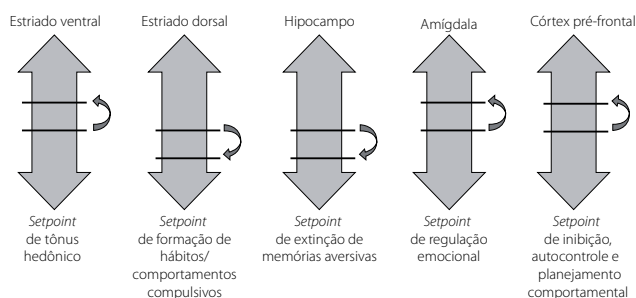 Estriado ventral
Estriado dorsal
Hipocampo
Amígdala
Córtex pré-frontal
Setpoint
de tônus
hedônico
Setpoint
de formação de
hábitos/
comportamentos
compulsivos
Setpoint
de extinção de
memórias aversivas
Setpoint
de regulação
emocional
Setpoint
de inibição,
autocontrole e
planejamento
comportamental